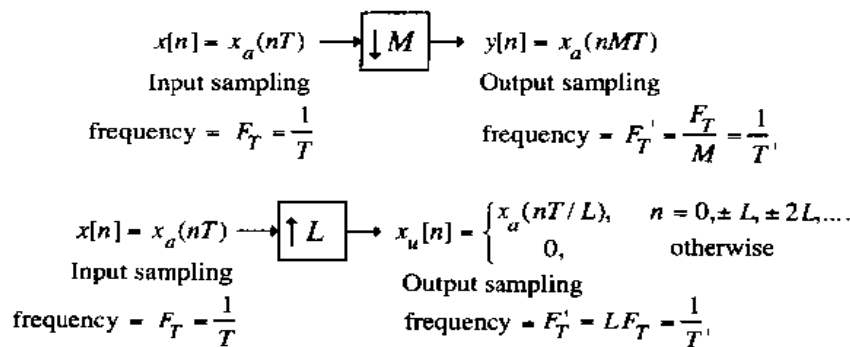 x[n] = x_a(nT) ↓ M y[n] = x_a(nMT)
Input sampling Output sampling
frequency = F_T = 1/T frequency = F_T' = F_T/M = 1/T'
x[n] = x_a(nT) ↑ L x_u[n] = { x_a(nT/L), n = 0, ± L, ± 2L,....
0, otherwise
Input sampling Output sampling
frequency = F_T = 1/T frequency = F_T' = LF_T = 1/T'